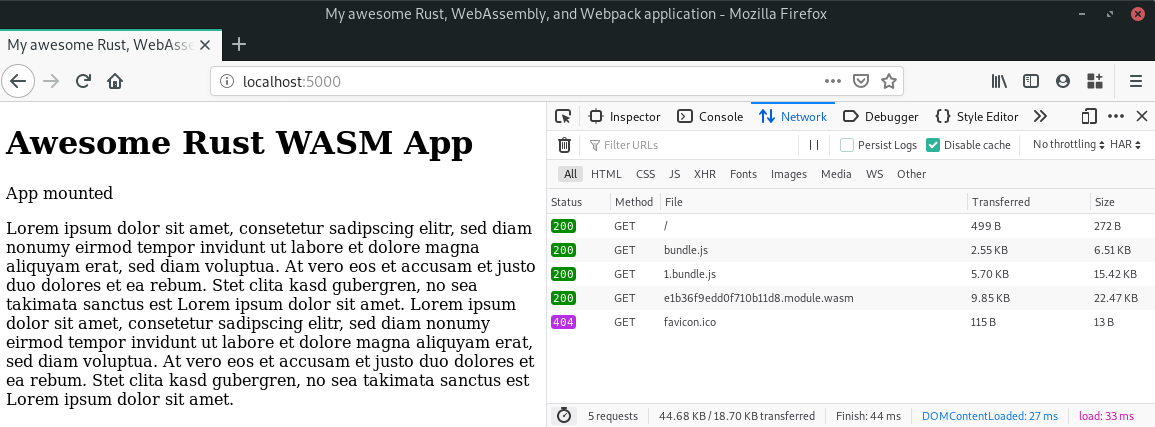 My awesome Rust, WebAssembly, and Webpack application - Mozilla Firefox
My awesome Rust, WebAsse
localhost:5000
Awesome Rust WASM App
App mounted
Lorem ipsum dolor sit amet, consetetur sadipscing elitr, sed diam
nonumy eirmod tempor invidunt ut labore et dolore magna
aliquyam erat, sed diam voluptua. At vero eos et accusam et justo
duo dolores et ea rebum. Stet clita kasd gubergren, no sea
takimata sanctus est Lorem ipsum dolor sit amet. Lorem ipsum
dolor sit amet, consetetur sadipscing elitr, sed diam nonumy
eirmod tempor invidunt ut labore et dolore magna aliquyam erat,
sed diam voluptua. At vero eos et accusam et justo duo dolores et
ea rebum. Stet clita kasd gubergren, no sea takimata sanctus est
Lorem ipsum dolor sit amet.
Inspector Console Network Debugger Style Editor
Filter URLs Persist Logs Disable cache No throttling HAR
All HTML CSS JS XHR Fonts Images Media WS Other
Status Method File Transferred Size
200 GET / 499 B 272 B
200 GET bundle.js 2.55 KB 6.51 KB
200 GET 1.bundle.js 5.70 KB 15.42 KB
200 GET e1b36f9edd0f710b11d8.module.wasm 9.85 KB 22.47 KB
404 GET favicon.ico 115 B 13 B
5 requests 44.68 KB / 18.70 KB transferred Finish: 44 ms DOMContentLoaded: 27 ms load: 33 ms